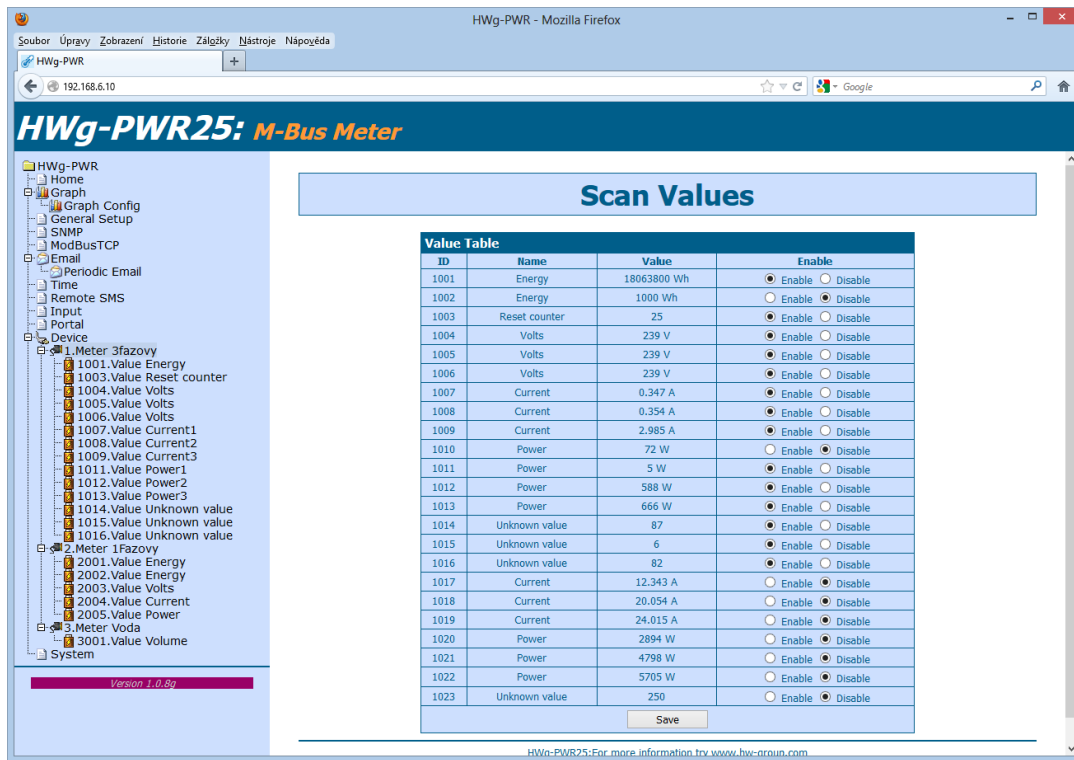 HWg-PWR - Mozilla Firefox
Soubor Úpravy Zobrazení Historie Záložky Nástroje Nápověda
HWg-PWR
192.168.6.10
Google
HWg-PWR25: M-Bus Meter
HWg-PWR
Home
Graph
Graph Config
General Setup
SNMP
ModBusTCP
Email
Periodic Email
Time
Remote SMS
Input
Portal
Device
1.Meter 3fazovy
1001.Value Energy
1003.Value Reset counter
1004.Value Volts
1005.Value Volts
1006.Value Volts
1007.Value Current1
1008.Value Current2
1009.Value Current3
1011.Value Power1
1012.Value Power2
1013.Value Power3
1014.Value Unknown value
1015.Value Unknown value
1016.Value Unknown value
2.Meter 1Fazovy
2001.Value Energy
2002.Value Energy
2003.Value Volts
2004.Value Current
2005.Value Power
3.Meter Voda
3001.Value Volume
System
Version 1.0.8g
Scan Values
Value Table
ID Name Value Enable
1001 Energy 18063800 Wh Enable Disable
1002 Energy 1000 Wh Enable Disable
1003 Reset counter 25 Enable Disable
1004 Volts 239 V Enable Disable
1005 Volts 239 V Enable Disable
1006 Volts 239 V Enable Disable
1007 Current 0.347 A Enable Disable
1008 Current 0.354 A Enable Disable
1009 Current 2.985 A Enable Disable
1010 Power 72 W Enable Disable
1011 Power 5 W Enable Disable
1012 Power 588 W Enable Disable
1013 Power 666 W Enable Disable
1014 Unknown value 87 Enable Disable
1015 Unknown value 6 Enable Disable
1016 Unknown value 82 Enable Disable
1017 Current 12.343 A Enable Disable
1018 Current 20.054 A Enable Disable
1019 Current 24.015 A Enable Disable
1020 Power 2894 W Enable Disable
1021 Power 4798 W Enable Disable
1022 Power 5705 W Enable Disable
1023 Unknown value 250 Enable Disable
Save
HWg-PWR25:For more information try www.hw-group.com